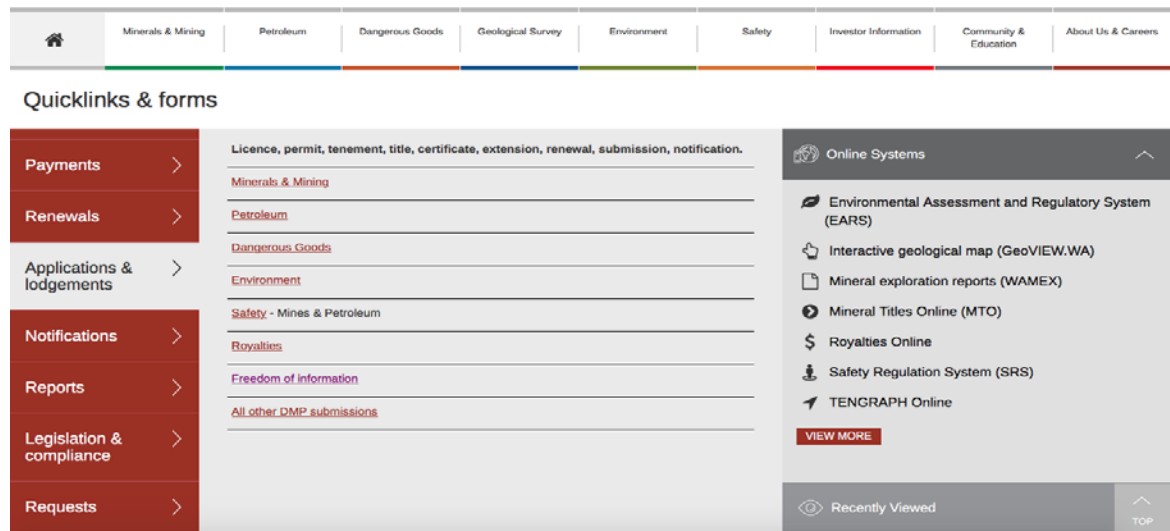 Minerals & Mining
Petroleum
Dangerous Goods
Geological Survey
Environment
Safety
Investor Information
Community &
Education
About Us & Careers
Quicklinks & forms
Payments
Renewals
Applications &
lodgements
Notifications
Reports
Legislation &
compliance
Requests
Licence, permit, tenement, title, certificate, extension, renewal, submission, notification.
Minerals & Mining
Petroleum
Dangerous Goods
Environment
Safety - Mines & Petroleum
Royalties
Freedom of information
All other DMP submissions
Online Systems
Environmental Assessment and Regulatory System
(EARS)
Interactive geological map (GeoVIEW.WA)
Mineral exploration reports (WAMEX)
Mineral Titles Online (MTO)
Royalties Online
Safety Regulation System (SRS)
TENGRAPH Online
VIEW MORE
Recently Viewed
TOP